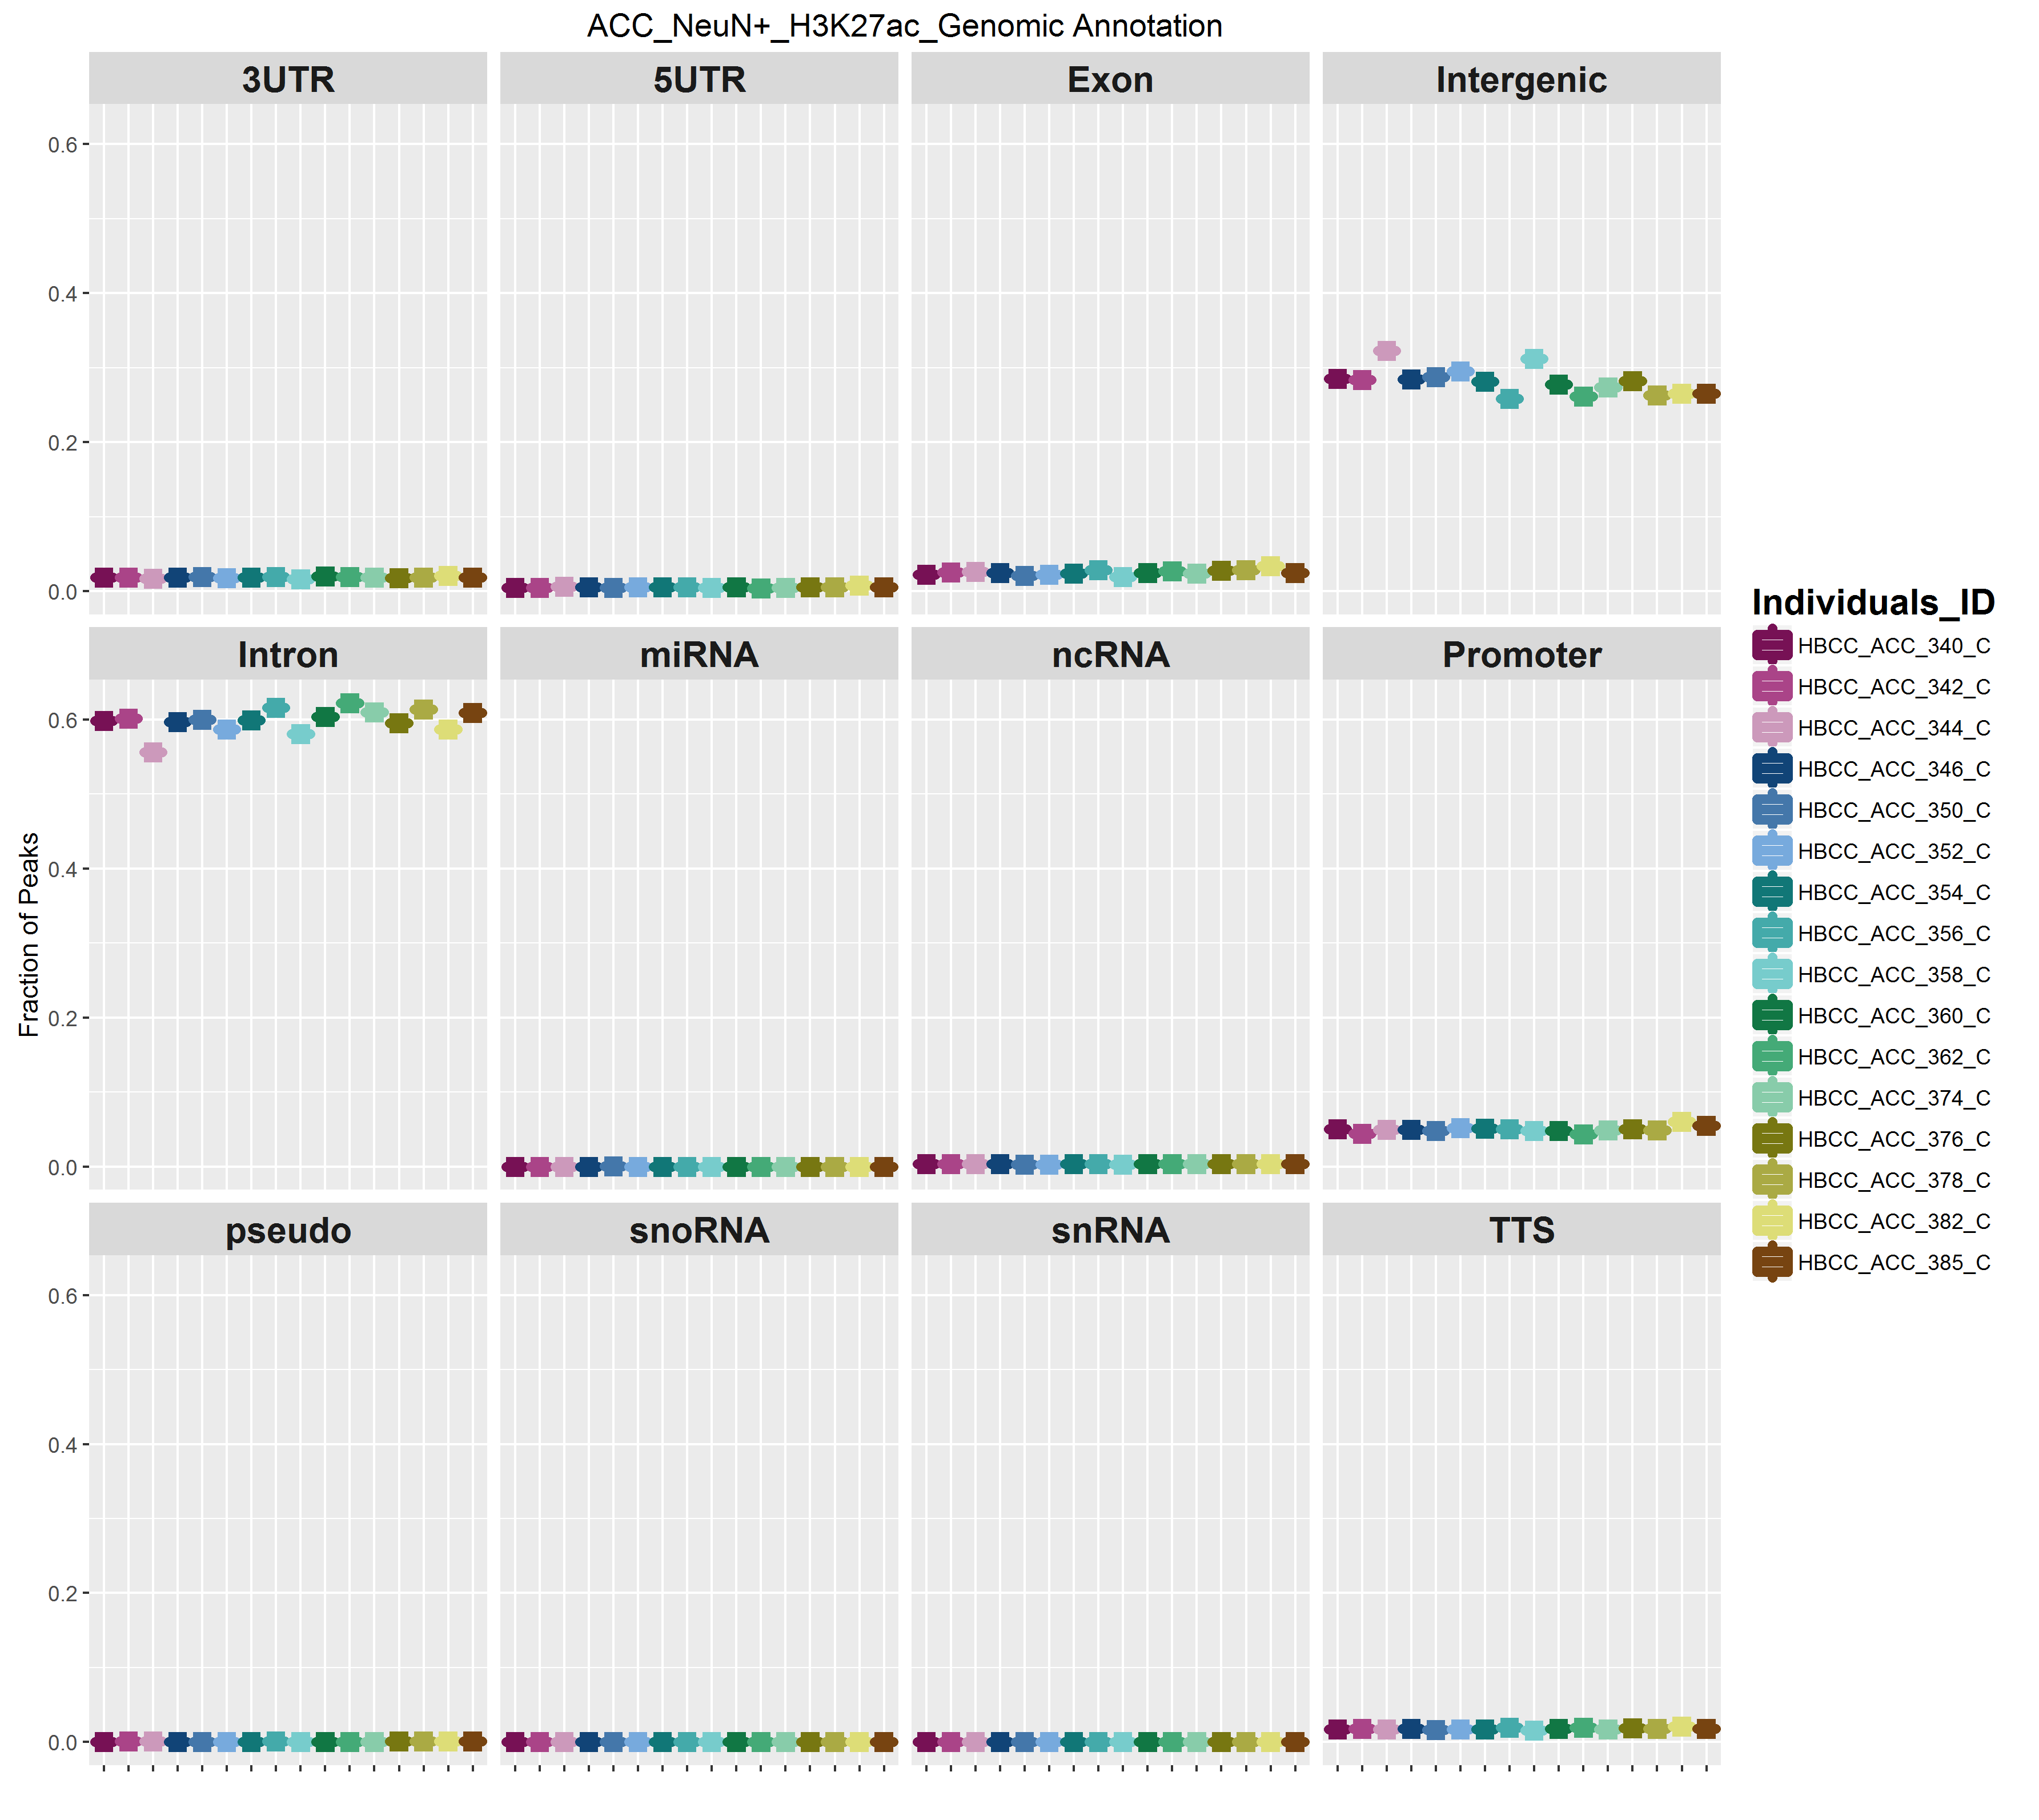 ACC_NeuN+_H3K27ac_Genomic Annotation
3UTR
5UTR
Exon
Intergenic
0.6
0.4
0.2
0.0
Intron
miRNA
ncRNA
Promoter
0.6
0.4
0.2
0.0
pseudo
snoRNA
snRNA
TTS
0.6
0.4
0.2
0.0
Fraction of Peaks
Individuals_ID
HBCC_ACC_340_C
HBCC_ACC_342_C
HBCC_ACC_344_C
HBCC_ACC_346_C
HBCC_ACC_350_C
HBCC_ACC_352_C
HBCC_ACC_354_C
HBCC_ACC_356_C
HBCC_ACC_358_C
HBCC_ACC_360_C
HBCC_ACC_362_C
HBCC_ACC_374_C
HBCC_ACC_376_C
HBCC_ACC_378_C
HBCC_ACC_382_C
HBCC_ACC_385_C